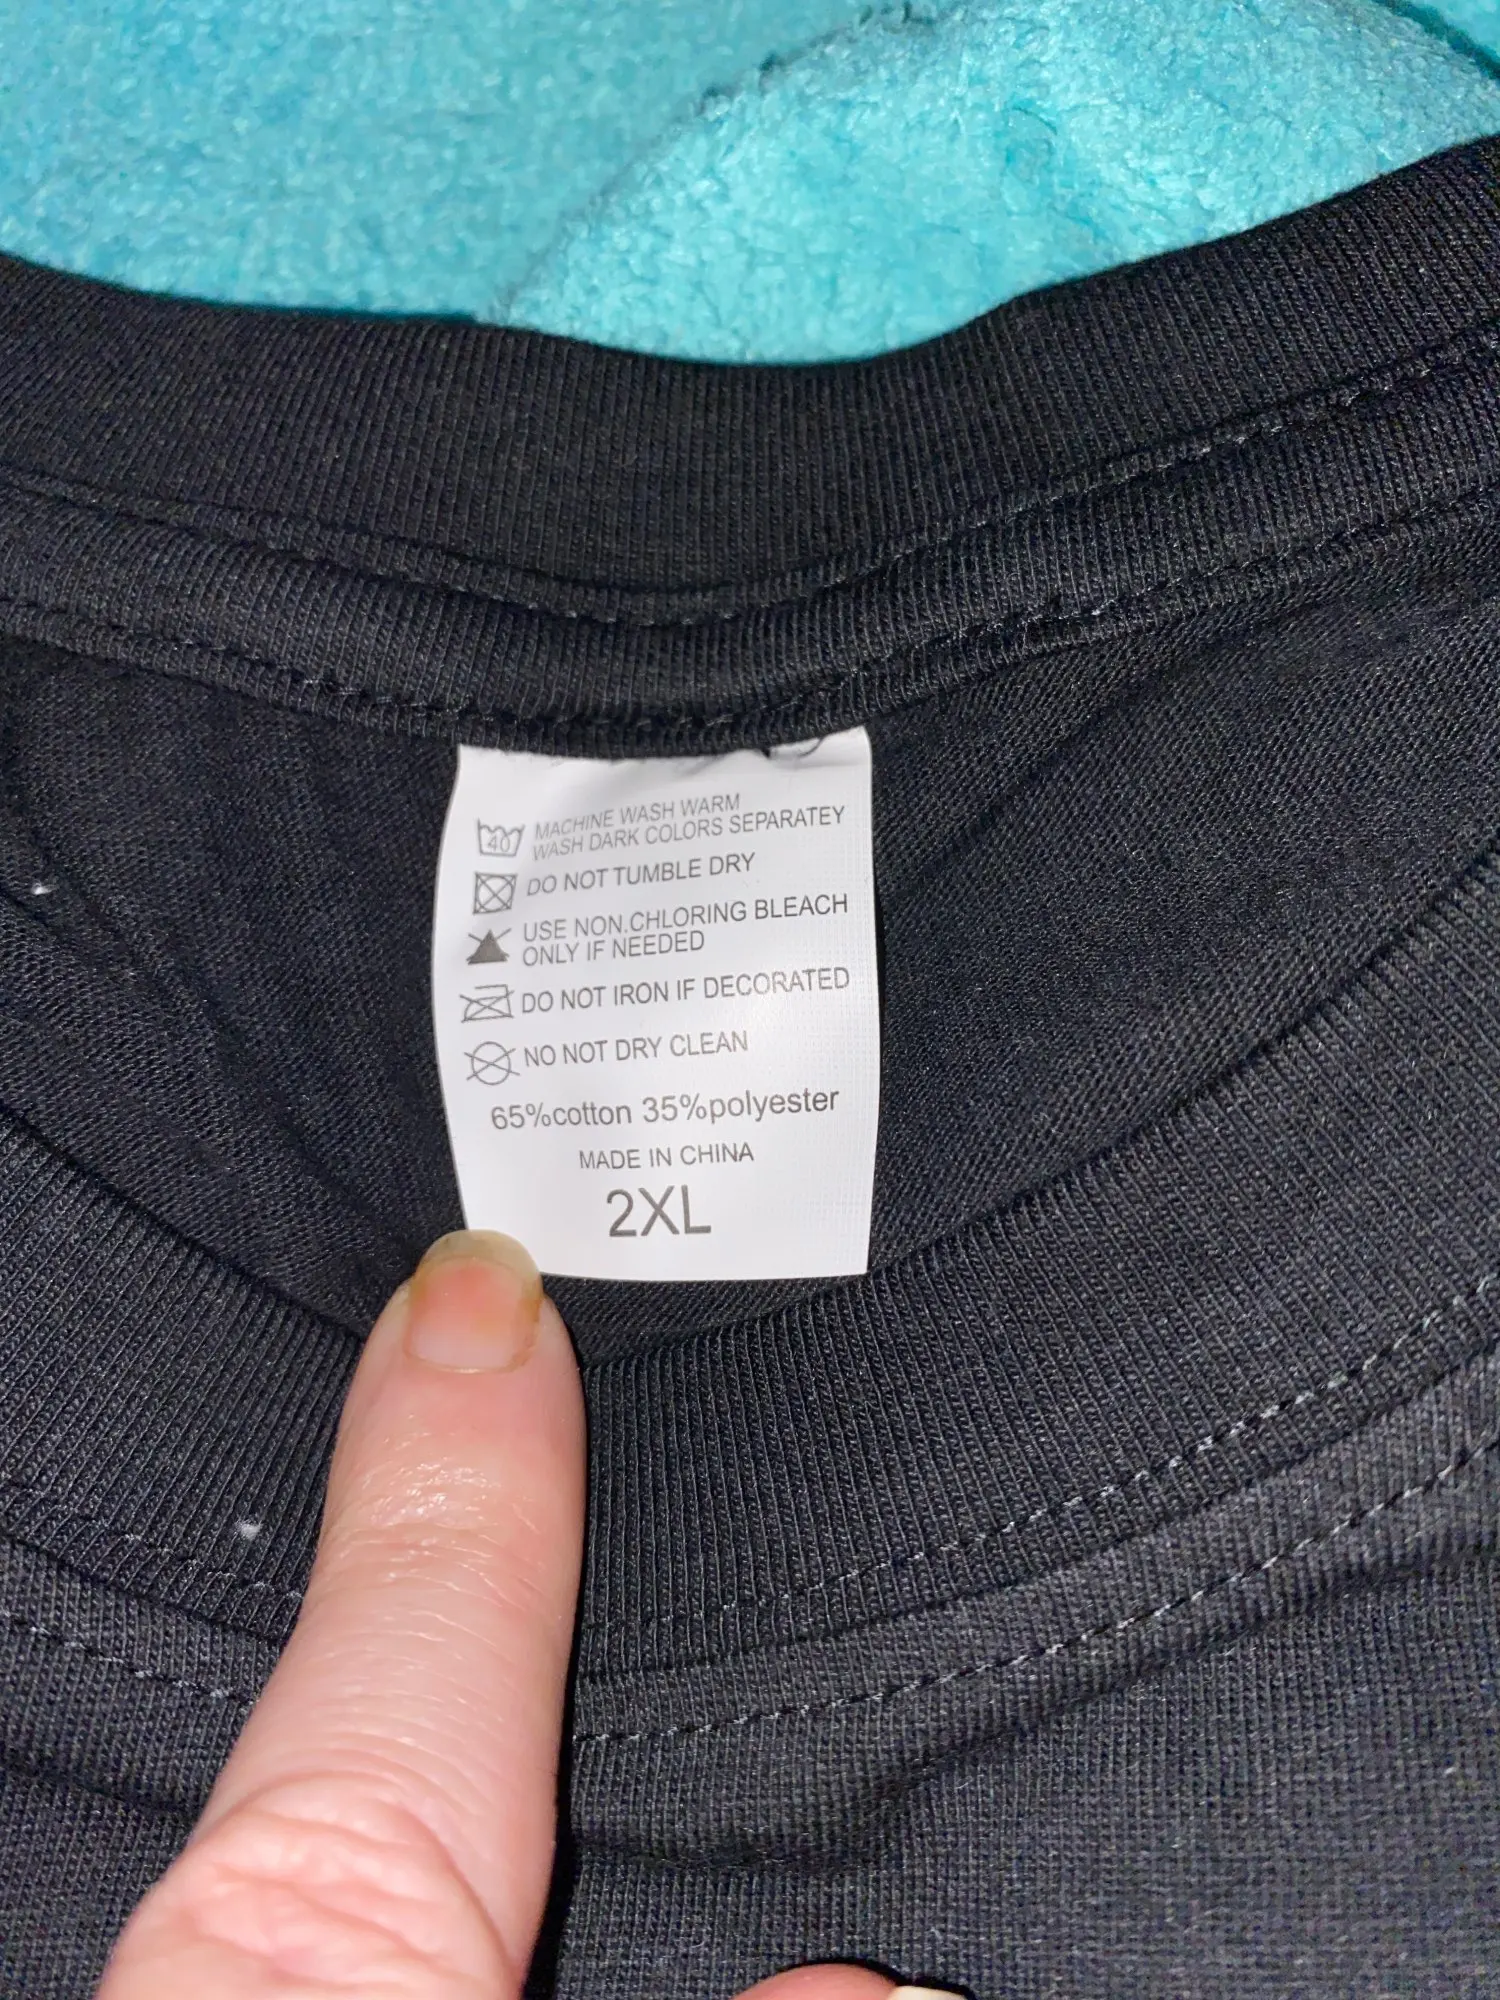 MACHINE WASH WARM
40 WASH DARK COLORS SEPARATEY
DO NOT TUMBLE DRY
USE NON.CHLORING BLEACH
ONLY IF NEEDED
DO NOT IRON IF DECORATED
NO NOT DRY CLEAN
65%cotton 35%polyester
MADE IN CHINA
2XL